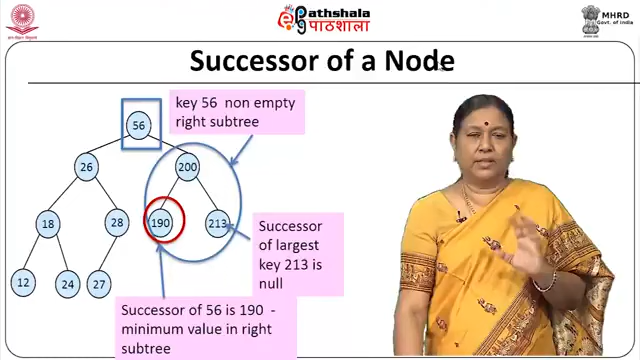 ePathshala
पाठशाला
MHRD
Govt. of India
Successor of a Node
key 56 non empty
right subtree
56
26
200
18
28
190
213
12
24
27
Successor
of largest
key 213 is
null
Successor of 56 is 190 -
minimum value in right
subtree